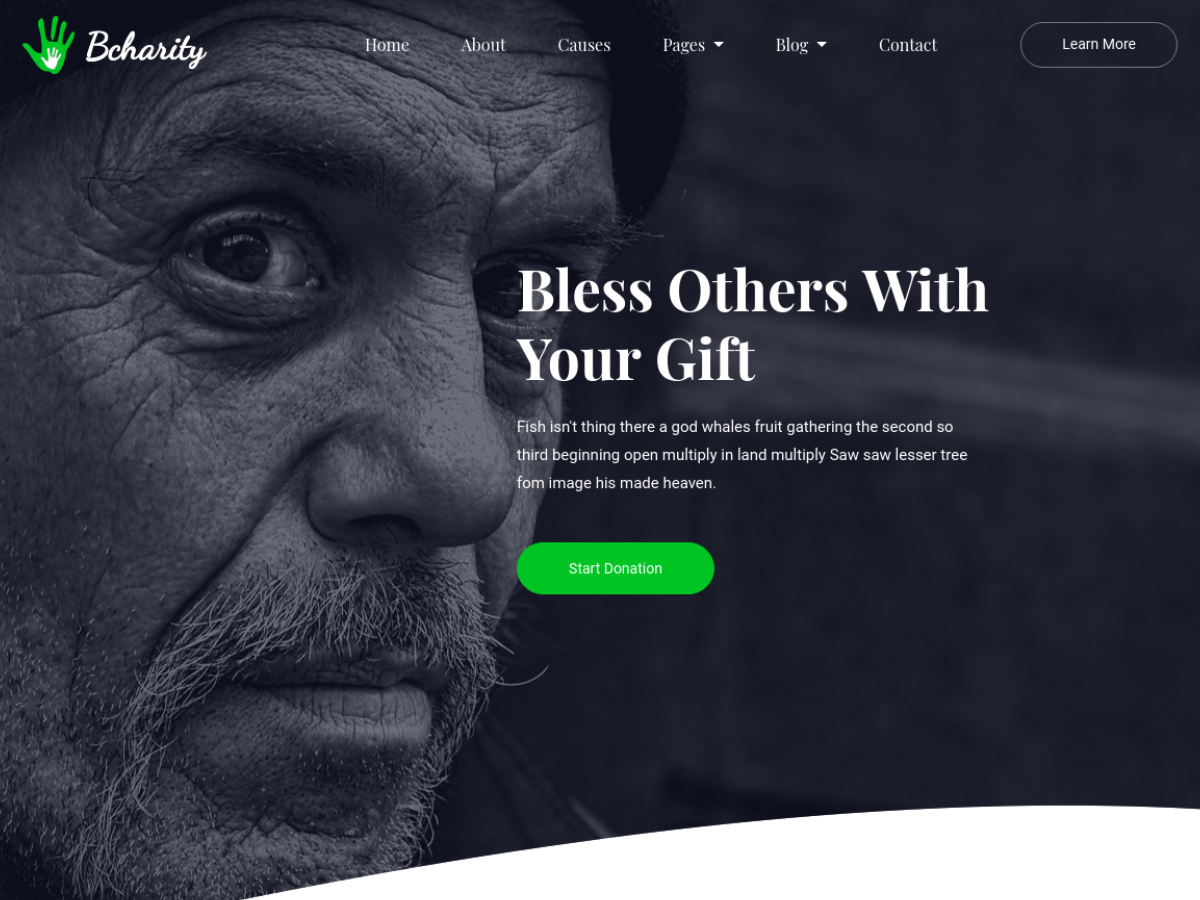 Bcharity
Home About Causes Pages Blog Contact
Learn More
Bless Others With
Your Gift
Fish isn't thing there a god whales fruit gathering the second so
third beginning open multiply in land multiply Saw saw lesser tree
fom image his made heaven.
Start Donation